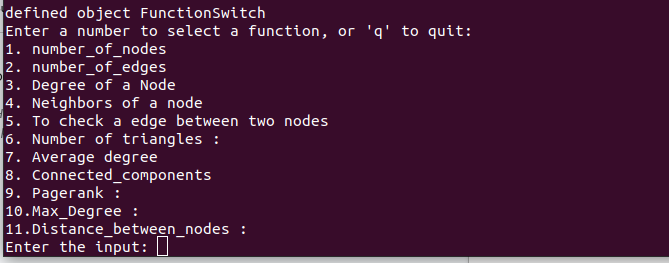 defined object FunctionSwitch
Enter a number to select a function, or 'q' to quit:
1. number_of_nodes
2. number_of_edges
3. Degree of a Node
4. Neighbors of a node
5. To check a edge between two nodes
6. Number of triangles :
7. Average degree
8. Connected_components
9. Pagerank :
10.Max_Degree :
11.Distance_between_nodes :
Enter the input: